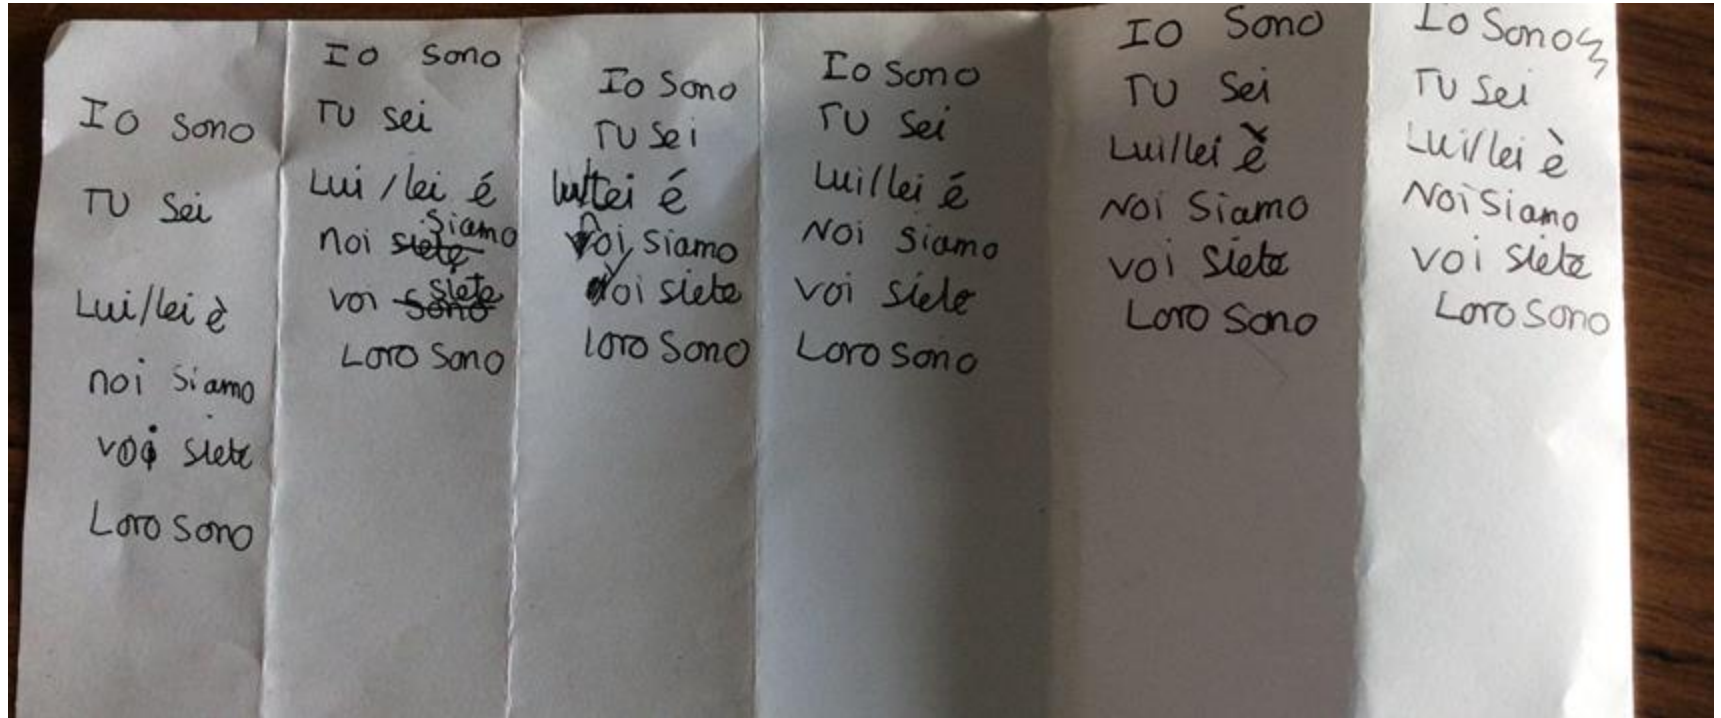 Io sono
Tu sei
Lui/lei è
noi siamo
voi siete
Loro sono
Io sono
Tu sei
Lui/lei é
noi siete siamo
voi sono siete
Loro sono
Io sono
Tu sei
lui/lei é
noi siamo
voi siete
loro sono
Io sono
Tu sei
Lui/lei é
Noi siamo
voi siete
Loro sono
Io sono
Tu sei
Lui/lei è
Noi siamo
voi siete
Loro sono
Io sono
Tu sei
Lui/lei è
Noi siamo
voi siete
Loro sono